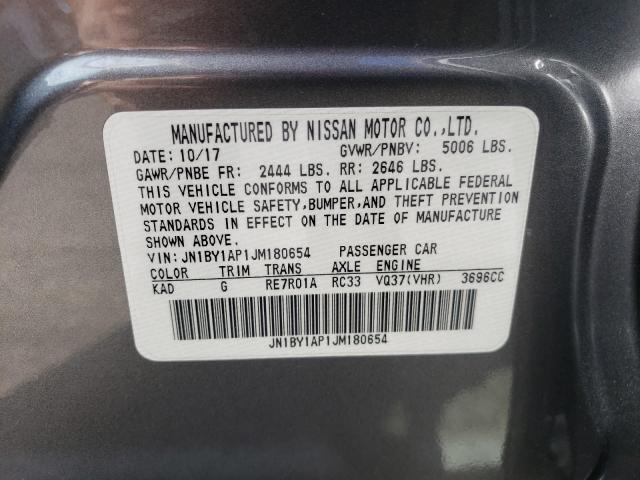 MANUFACTURED BY NISSAN MOTOR CO.,LTD.
DATE: 10/17 GVWR/PNBV: 5006 LBS.
GAWR/PNBE FR: 2444 LBS. RR: 2646 LBS.
THIS VEHICLE CONFORMS TO ALL APPLICABLE FEDERAL
MOTOR VEHICLE SAFETY,BUMPER,AND THEFT PREVENTION
STANDARDS IN EFFECT ON THE DATE OF MANUFACTURE
SHOWN ABOVE.
VIN: JN1BY1AP1JM180654 PASSENGER CAR
COLOR TRIM TRANS AXLE ENGINE
KAD G RE7R01A RC33 VQ37(VHR) 3696CC
JN1BY1AP1JM180654